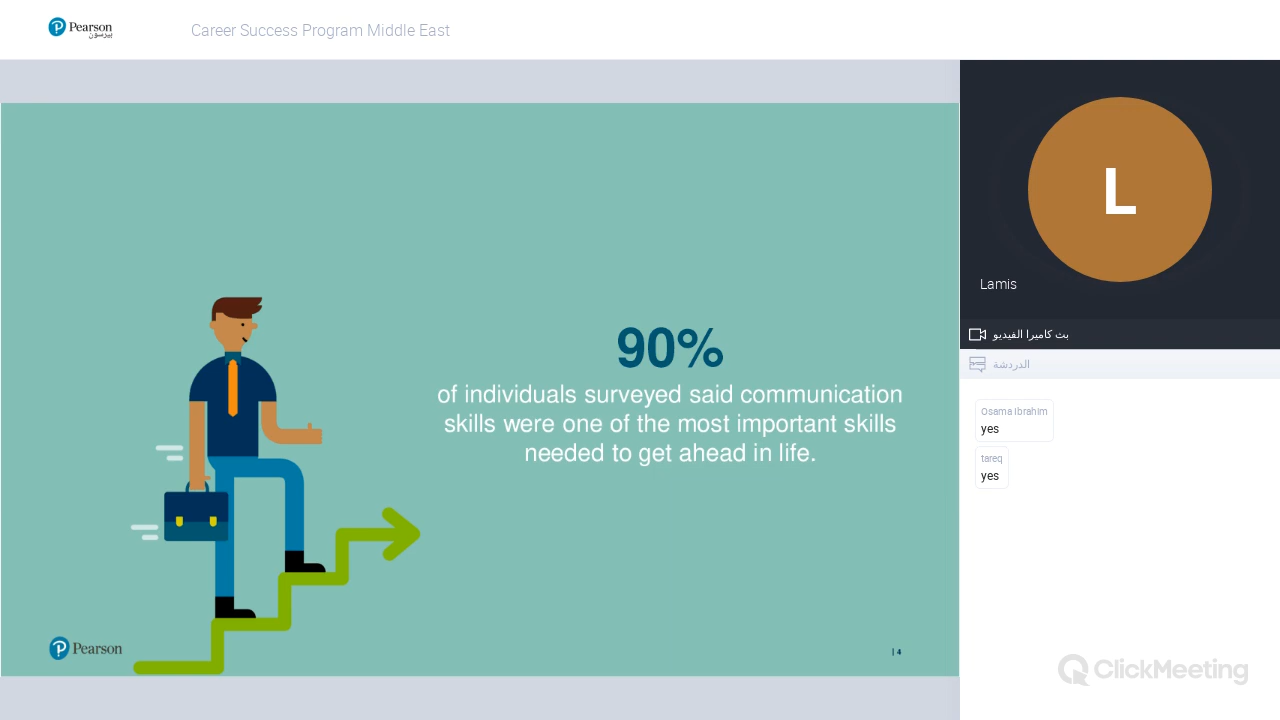 Pearson
بيرسون
Career Success Program Middle East
90%
of individuals surveyed said communication
skills were one of the most important skills
needed to get ahead in life.
Pearson
| 4
L
Lamis
بث كاميرا الفيديو
الدردشة
Osama Ibrahim
yes
tareq
yes
ClickMeeting